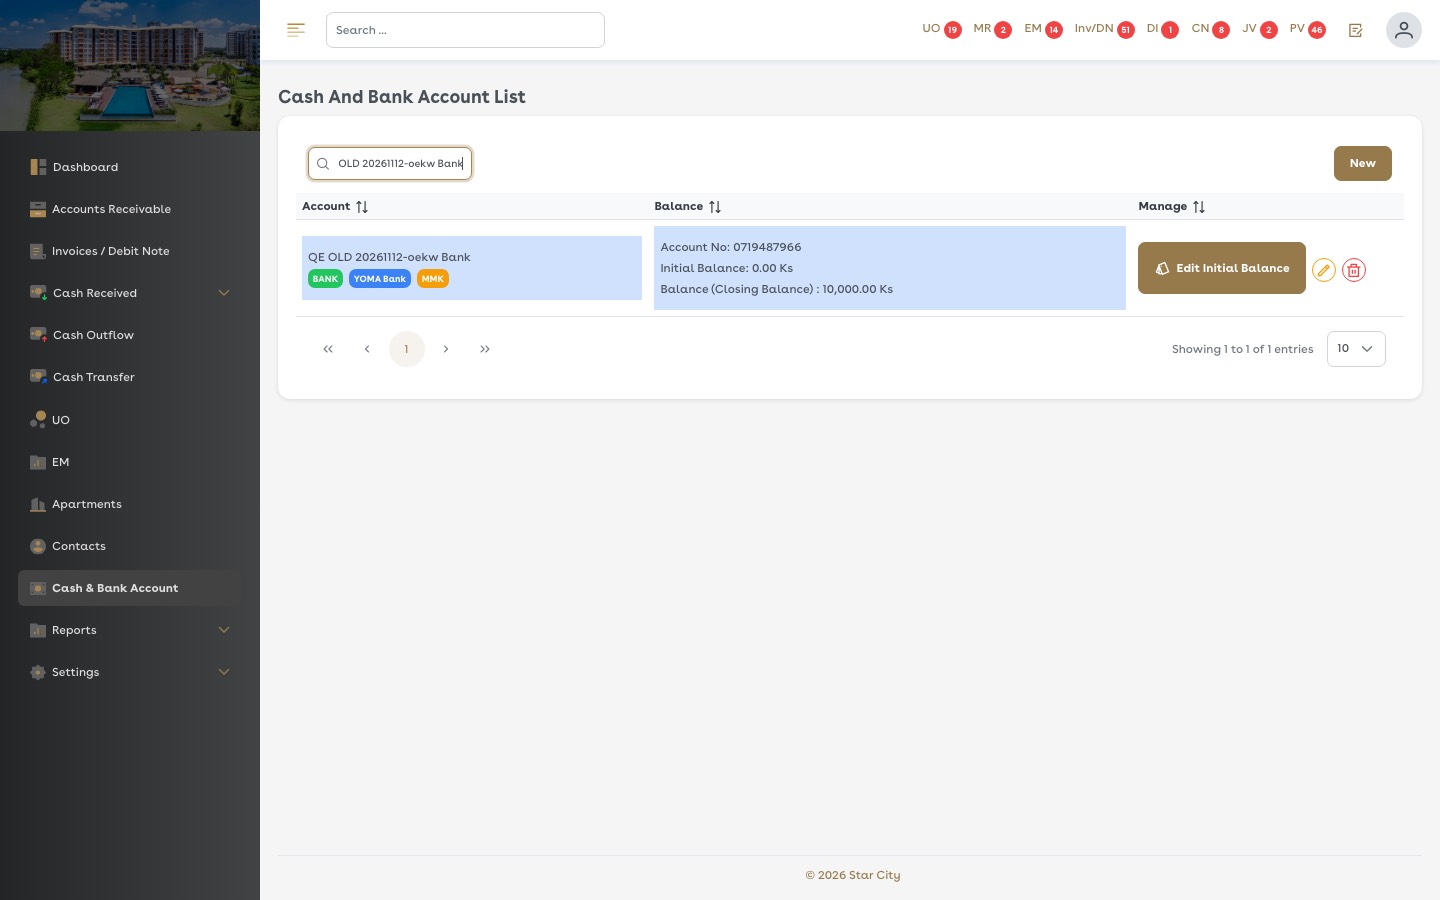 Search ...
UO 19 MR 2 EM 14 Inv/DN 51 DI 1 CN 8 JV 2 PV 46
Dashboard
Accounts Receivable
Invoices / Debit Note
Cash Received
Cash Outflow
Cash Transfer
UO
EM
Apartments
Contacts
Cash & Bank Account
Reports
Settings
Cash And Bank Account List
OLD 20261112-oekw Bank
New
Account Balance Manage
QE OLD 20261112-oekw Bank
BANK YOMA Bank MMK
Account No: 0719487966
Initial Balance: 0.00 Ks
Balance (Closing Balance) : 10,000.00 Ks
Edit Initial Balance
1
Showing 1 to 1 of 1 entries 10
© 2026 Star City